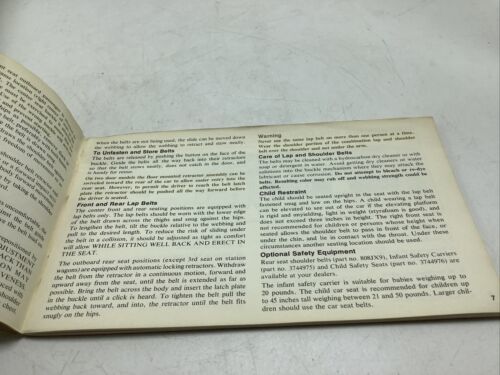 When the belts are not being used, the slide can be moved down
the webbing to allow the webbing to retract and stow neatly.
To Unfasten and Store Belts
The belts are released by pushing the button on the face of the
buckle. Guide the belts all the way back into their retractors
so that the belt stows neatly, does not catch in the door, and
is handy for reuse.
On two door models the floor mounted retractor assembly can be
swiveled toward the rear of the car to allow easier entry into the
rear seat. However, to permit the driver to reach the belt latch
plate the retractor should be pushed all the way forward before
the driver is seated.
Front and Rear Lap Belts
The center front and rear seating positions are equipped with
lap belts only. The lap belts should be worn with the lower edge
of the belt drawn across the thighs and snug against the hips.
To lengthen the belt, tilt the buckle relative to the webbing and
pull to the desired length. To reduce the risk of sliding under
the belt in a collision, it should be adjusted as tight as comfort
will allow WHILE SITTING WELL BACK AND ERECT IN
THE SEAT.
The outboard rear seat positions (except 3rd seat on station
wagons) are equipped with automatic locking retractors. Withdraw
the belt from the retractor in a continuous motion, forward and
upward away from the seat, until the belt is extended as far as
possible. Bring the belt across the body and insert the latch plate
in the buckle until a click is heard. To tighten the belt pull the
webbing back toward, and into, the retractor until the belt fits
snugly on the hips.
Warning
Never use the same lap belt on more than one person at a time.
Wear the shoulder portion of the combination lap and shoulder
belt over the shoulder and not under the arm.
Care of Lap and Shoulder Belts
The belts may be cleaned with a hydrocarbon dry cleaner or with
soap or detergent in water. Avoid using dry cleaners or water
solutions into the buckle mechanism where they may attack the
lubricant or cause corrosion. Do not attempt to bleach or re-dye
belts. Resulting color may rub off and webbing strength could be
affected.
Child Restraint
The child should be seated upright in the seat with the lap belt
fastened snug and low on the hips. A child wearing a lap belt
can be elevated to see out of the car if the elevating platform
is rigid and unyielding, light in weight (styrafoam is good), and
does not exceed three inches in height. The right front seat is
not recommended for children or persons whose height when
seated allows the shoulder belt to pass in front of the face, or
under the chin, and lie in contact with the throat. Under these
circumstances another seating location should be used.
Optional Safety Equipment
Rear seat shoulder belts (part no. 808JX9), Infant Safety Carriers
(part no. 3744975) and Child Safety Seats (part no. 3744976) are
The infant safety carrier is suitable for babies weighing up to
20 pounds. The child car seat is recommended for children up
to 45 inches tall weighing between 21 and 50 pounds. Larger chil-
dren should use the car seat belts.
7